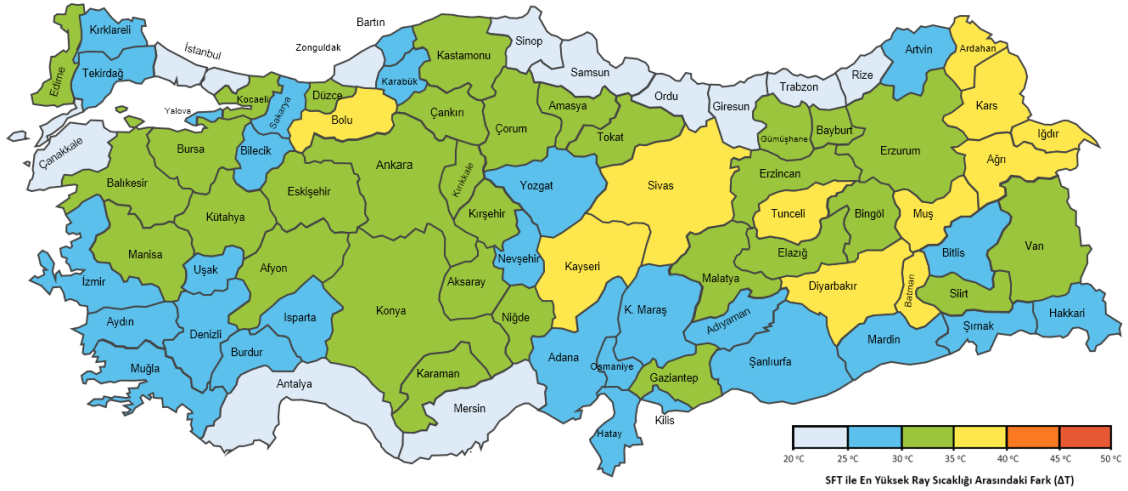 Kırklareli
Bartın
Edirne
Tekirdağ
İstanbul
Zonguldak
Karabük
Kastamonu
Sinop
Samsun
Ordu
Giresun
Trabzon
Rize
Artvin
Ardahan
Kars
Iğdır
Ağrı
Yalova
Kocaeli
Sakarya
Düzce
Bolu
Çankırı
Çorum
Amasya
Tokat
Gümüşhane
Bayburt
Erzurum
Çanakkale
Bursa
Bilecik
Ankara
Kırıkkale
Yozgat
Sivas
Erzincan
Balıkesir
Eskişehir
Kütahya
Kırşehir
Tunceli
Bingöl
Muş
Manisa
Uşak
Afyon
Nevşehir
Kayseri
Malatya
Elazığ
Bitlis
Van
İzmir
Aksaray
Diyarbakır
Batman
Siirt
Aydın
Denizli
Isparta
Konya
Niğde
K. Maraş
Adıyaman
Şırnak
Hakkari
Muğla
Burdur
Karaman
Adana
Osmaniye
Gaziantep
Şanlıurfa
Mardin
Antalya
Mersin
Kilis
Hatay
20 °C 25 °C 30 °C 35 °C 40 °C 45 °C 50 °C
SFT ile En Yüksek Ray Sıcaklığı Arasındaki Fark (ΔT)